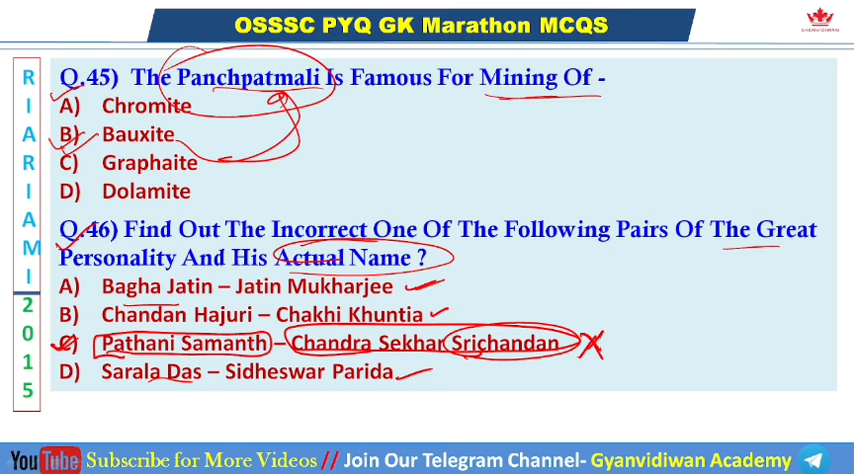 OSSSC PYQ GK Marathon MCQS
GYANVIDIWAN
R
I
A
R
I
A
M
I
2
0
1
5
Q.45) The Panchpatmali Is Famous For Mining Of -
A) Chromite
B) Bauxite
C) Graphaite
D) Dolamite
Q.46) Find Out The Incorrect One Of The Following Pairs Of The Great
Personality And His Actual Name ?
A) Bagha Jatin – Jatin Mukharjee
B) Chandan Hajuri – Chakhi Khuntia
C) Pathani Samanth – Chandra Sekhar Srichandan
D) Sarala Das – Sidheswar Parida
YouTube Subscribe for More Videos // Join Our Telegram Channel- Gyanvidiwan Academy